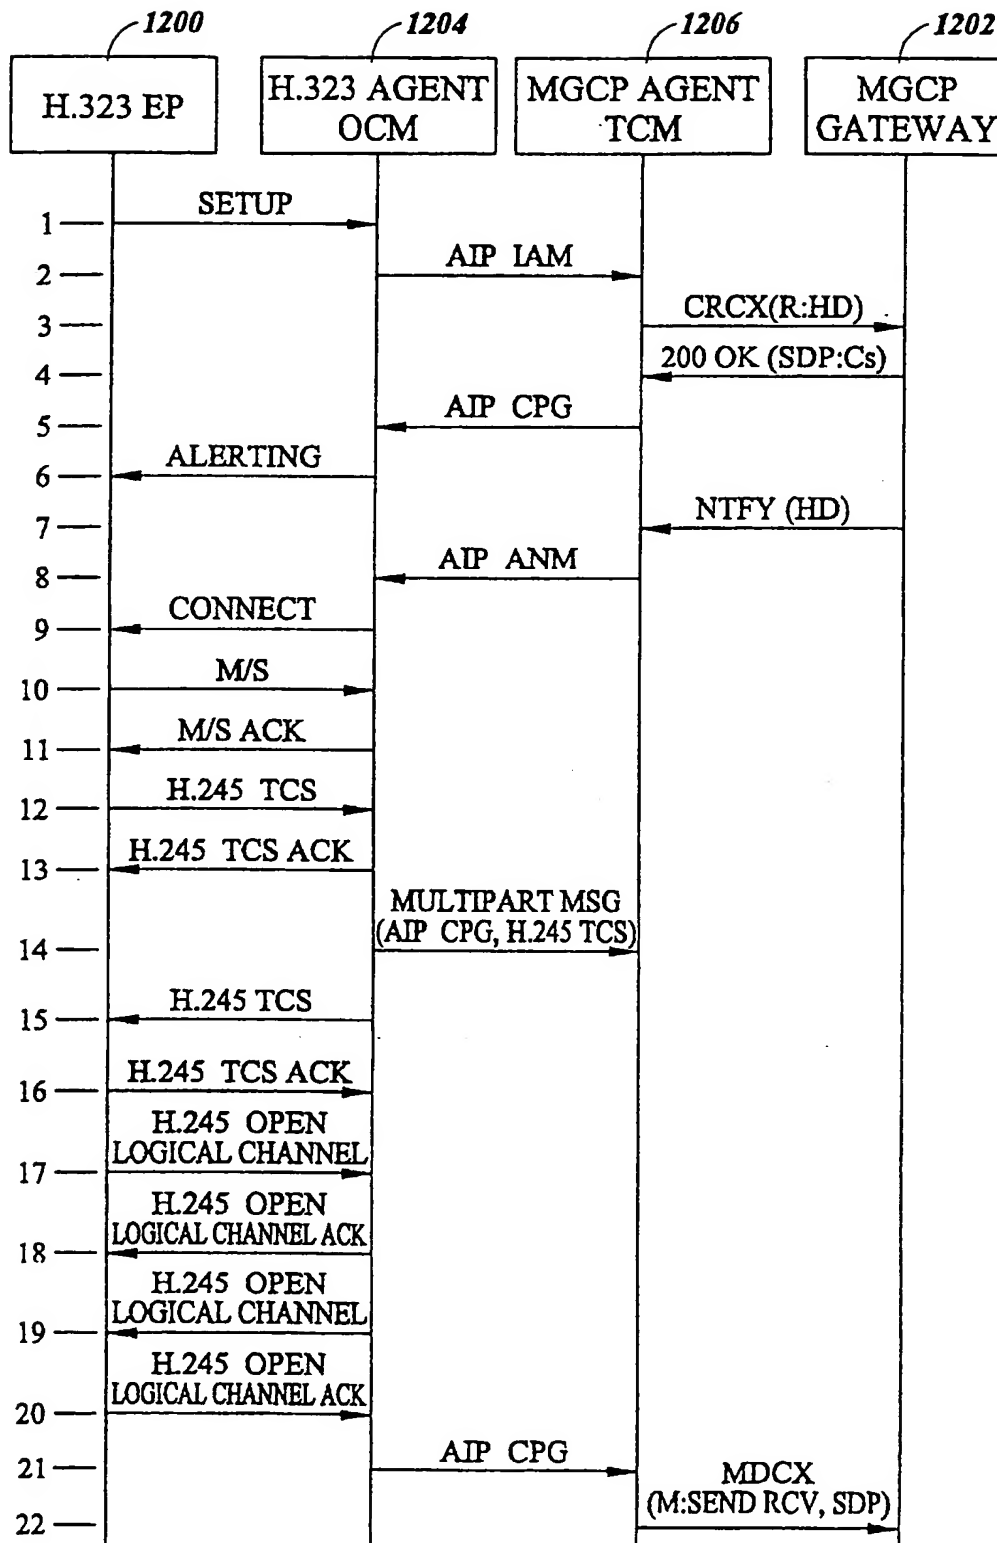 1200
1204
1206
1202
H.323 EP
H.323 AGENT
OCM
MGCP AGENT
TCM
MGCP
GATEWAY
SETUP
1
AIP IAM
2
CRCX(R:HD)
3
200 OK (SDP:Cs)
4
AIP CPG
5
ALERTING
6
NTFY (HD)
7
AIP ANM
8
CONNECT
9
M/S
10
M/S ACK
11
H.245 TCS
12
H.245 TCS ACK
13
MULTIPART MSG
(AIP CPG, H.245 TCS)
14
H.245 TCS
15
H.245 TCS ACK
16
H.245 OPEN
LOGICAL CHANNEL
17
H.245 OPEN
LOGICAL CHANNEL ACK
18
H.245 OPEN
LOGICAL CHANNEL
19
H.245 OPEN
LOGICAL CHANNEL ACK
20
AIP CPG
21
MDCX
(M:SEND RCV, SDP)
22